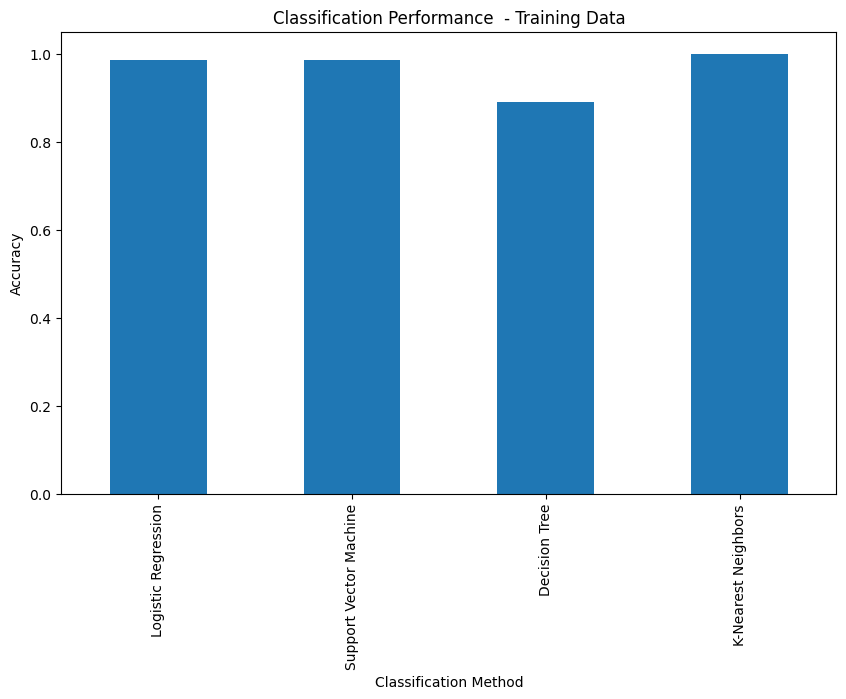 Classification Performance  - Training Data
1.0
0.8
0.6
0.4
0.2
0.0
Accuracy
Logistic Regression
Support Vector Machine
Decision Tree
K-Nearest Neighbors
Classification Method